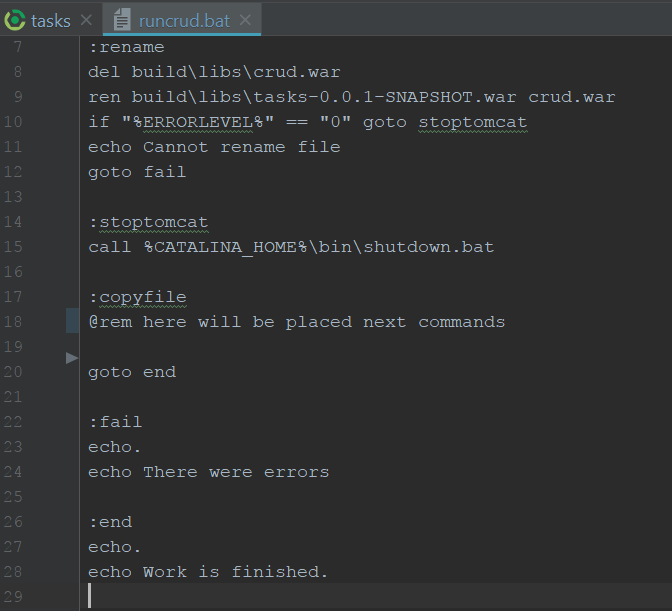 tasks runcrud.bat
7 :rename
8 del build\libs\crud.war
9 ren build\libs\tasks-0.0.1-SNAPSHOT.war crud.war
10 if "%ERRORLEVEL%" == "0" goto stoptomcat
11 echo Cannot rename file
12 goto fail
13
14 :stoptomcat
15 call %CATALINA_HOME%\bin\shutdown.bat
16
17 :copyfile
18 @rem here will be placed next commands
19
20 goto end
21
22 :fail
23 echo.
24 echo There were errors
25
26 :end
27 echo.
28 echo Work is finished.
29